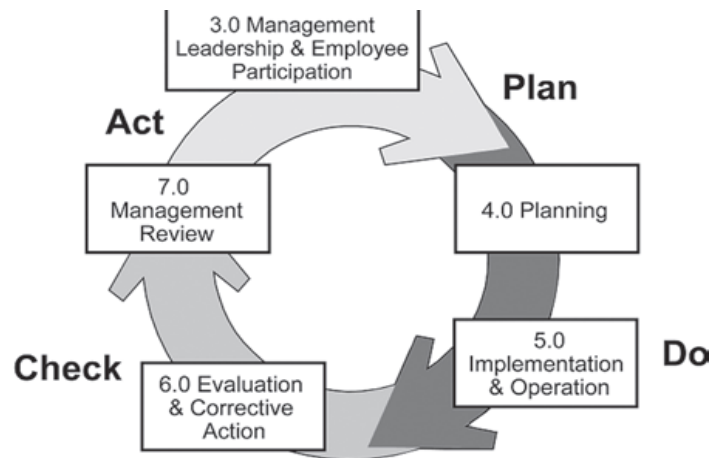 3.0 Management
Leadership & Employee
Participation
Plan
Act
7.0
Management
Review
4.0 Planning
5.0
Implementation
& Operation
Do
Check
6.0 Evaluation
& Corrective
Action